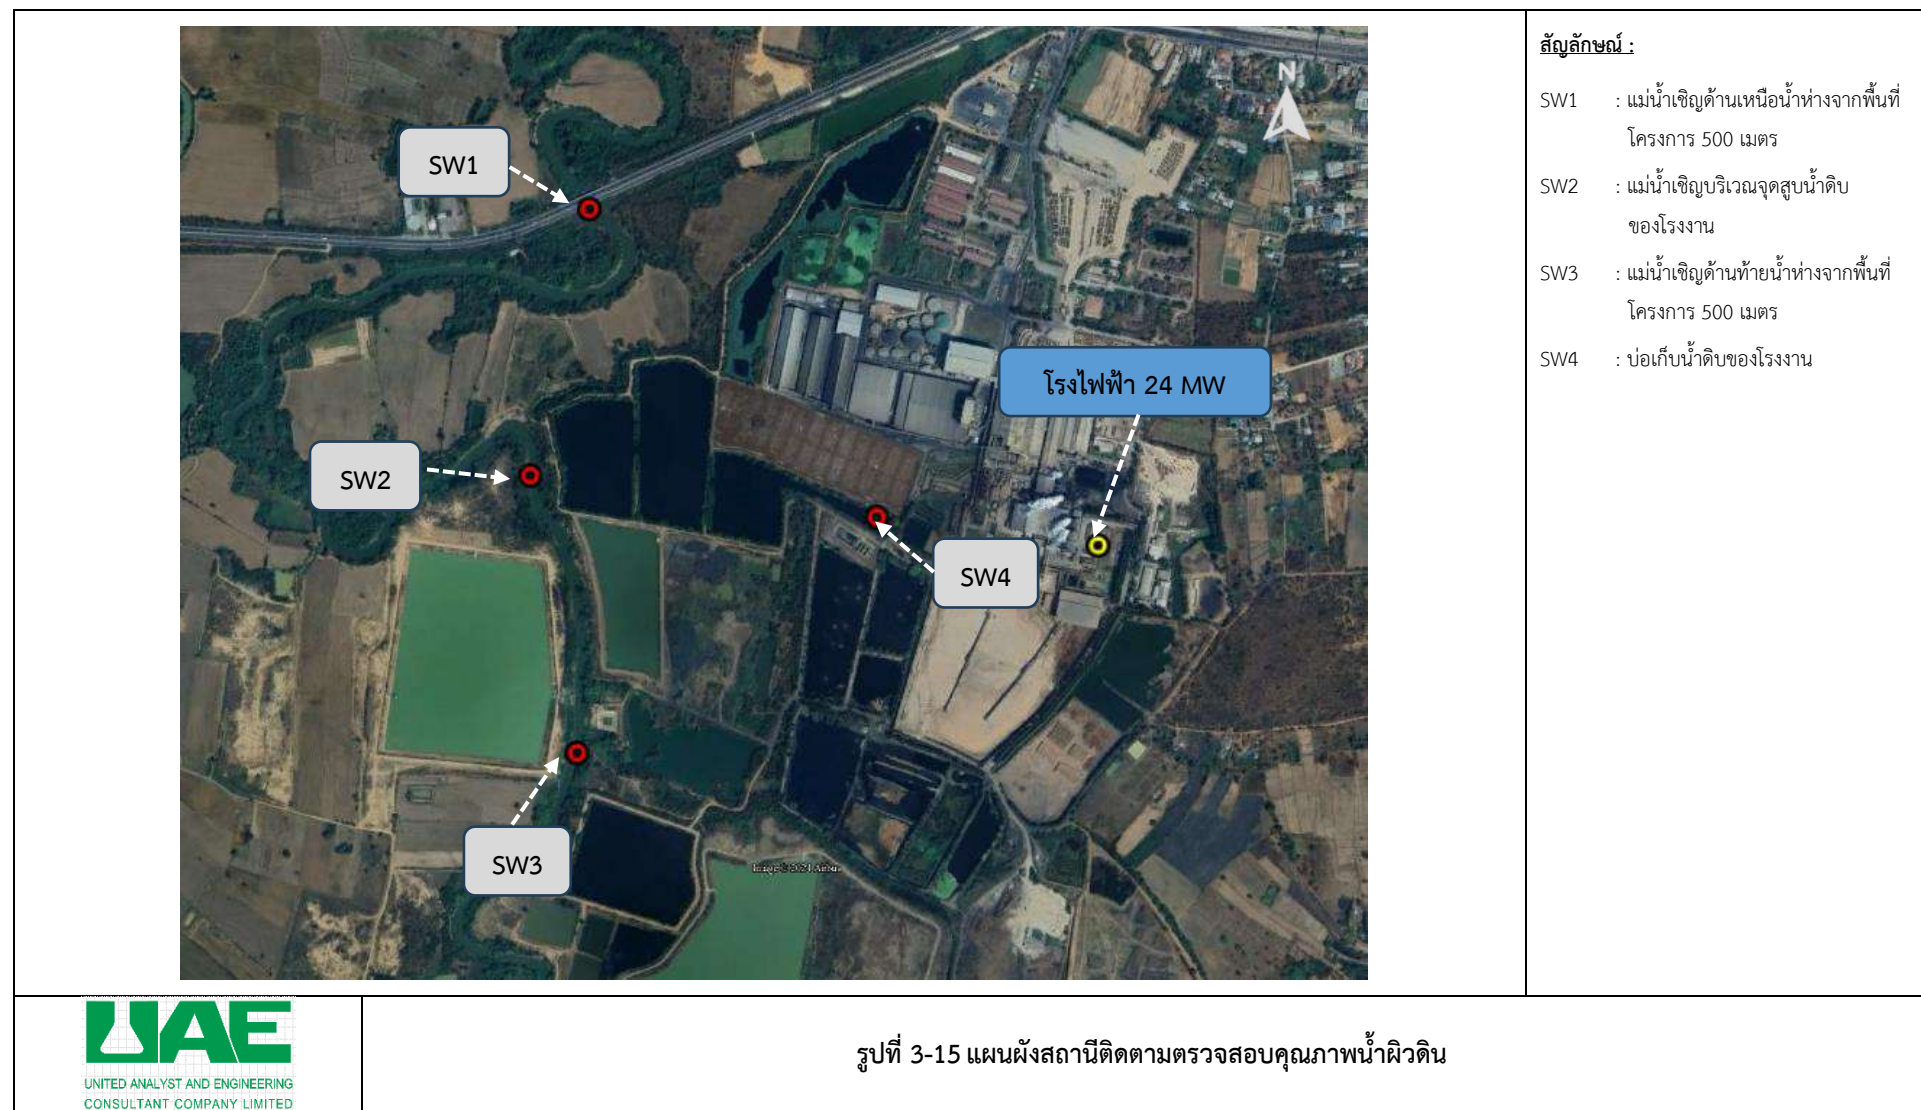 N
SW1
โรงไฟฟ้า 24 MW
SW2
SW4
SW3
สัญลักษณ์ :
SW1 : แม่น้ำเชิญด้านเหนือน้ำห่างจากพื้นที่
โครงการ 500 เมตร
SW2 : แม่น้ำเชิญบริเวณจุดสูบน้ำดิบ
ของโรงงาน
SW3 : แม่น้ำเชิญด้านท้ายน้ำห่างจากพื้นที่
โครงการ 500 เมตร
SW4 : บ่อเก็บน้ำดิบของโรงงาน
UAE
UNITED ANALYST AND ENGINEERING
CONSULTANT COMPANY LIMITED
รูปที่ 3-15 แผนผังสถานีติดตามตรวจสอบคุณภาพน้ำผิวดิน